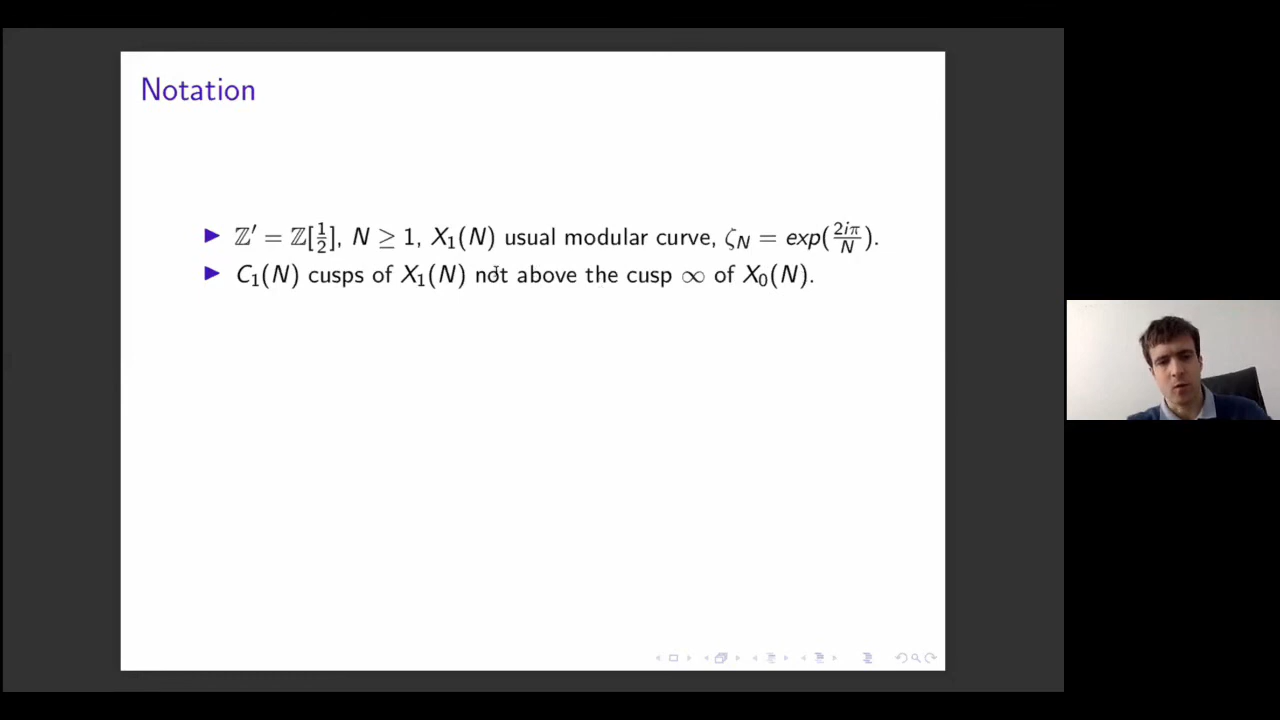 Notation
▶ ℤ′ = ℤ[1/2], N ≥ 1, X₁(N) usual modular curve, ζ_N = exp(2iπ/N).
▶ C₁(N) cusps of X₁(N) not above the cusp ∞ of X₀(N).